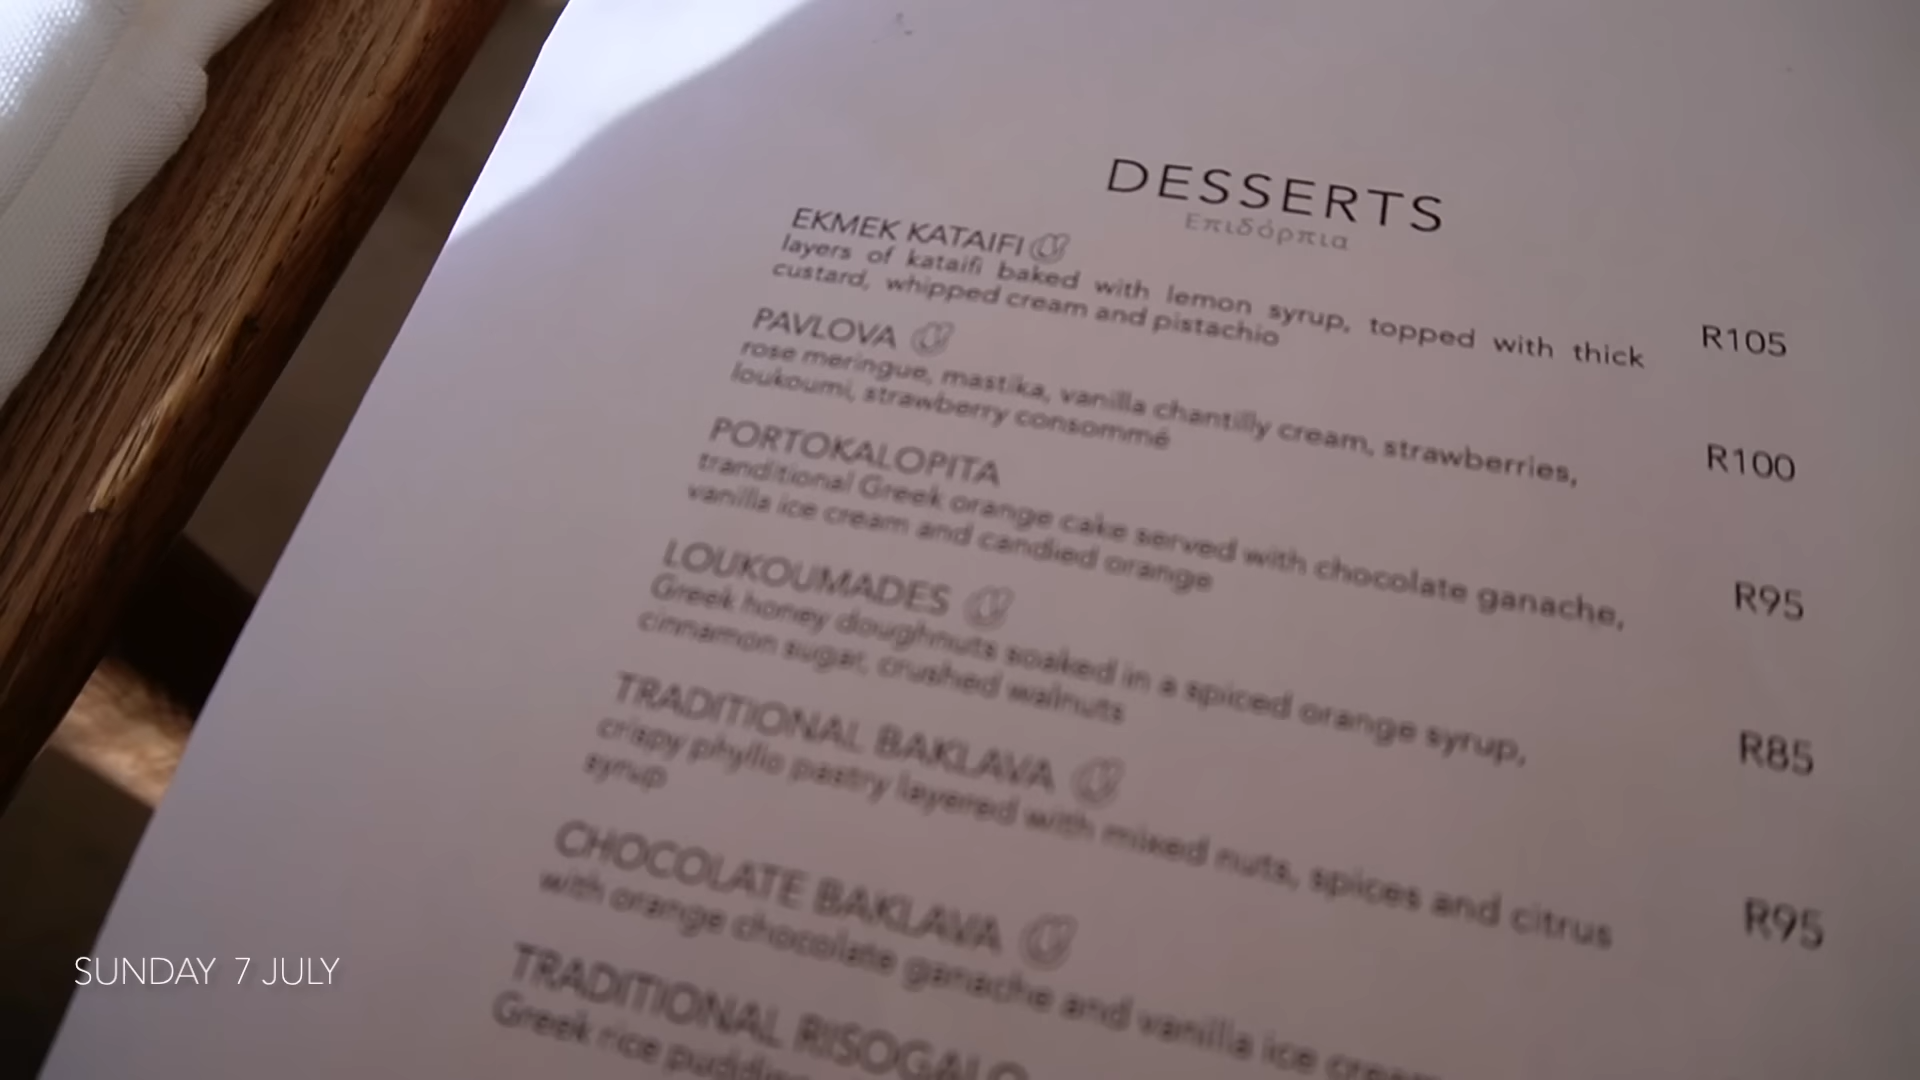 DESSERTS
Επιδόρπια
EKMEK KATAIFI
layers of kataifi baked with lemon syrup, topped with thick
custard, whipped cream and pistachio
R105
PAVLOVA
rose meringue, mastika, vanilla chantilly cream, strawberries,
loukoumi, strawberry consommé
R100
PORTOKALOPITA
tranditional Greek orange cake served with chocolate ganache,
vanilla ice cream and candied orange
R95
LOUKOUMADES
Greek honey doughnuts soaked in a spiced orange syrup,
cinnamon sugar, crushed walnuts
R85
TRADITIONAL BAKLAVA
crispy phyllo pastry layered with mixed nuts, spices and citrus
syrup
R95
CHOCOLATE BAKLAVA
with orange chocolate ganache and vanilla ice cream
TRADITIONAL RISOGALO
Greek rice pudding
SUNDAY 7 JULY